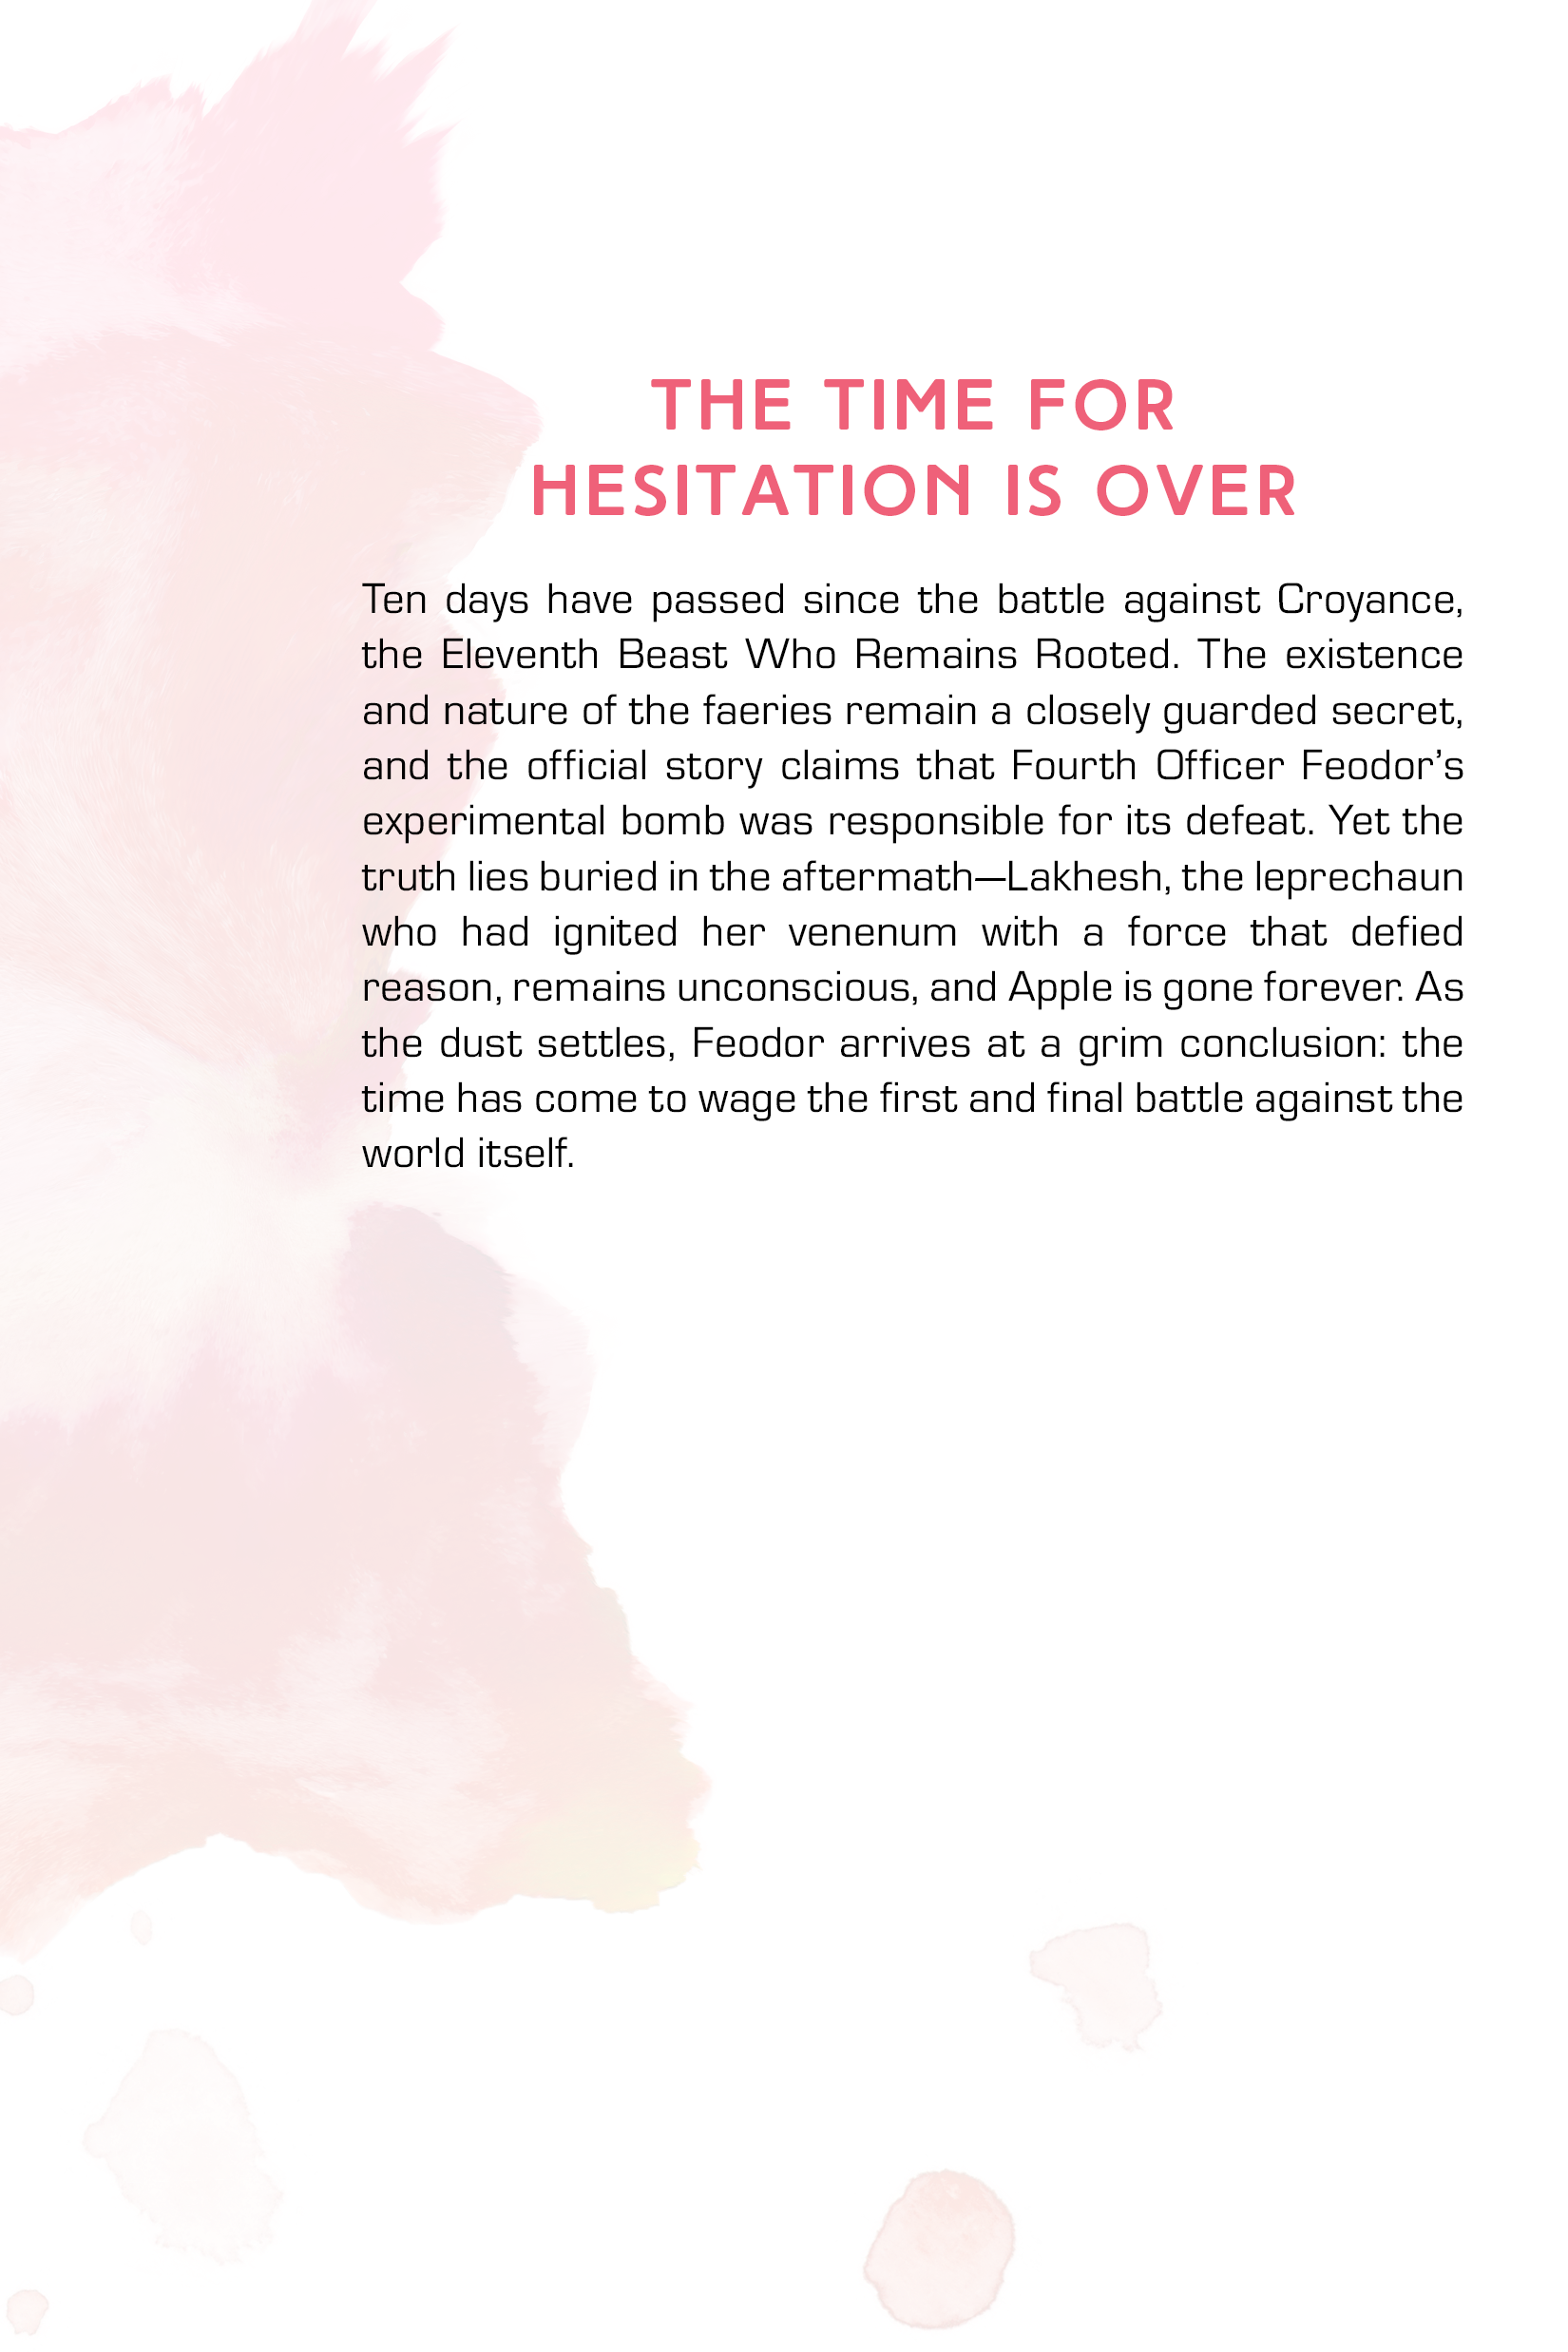 THE TIME FOR
HESITATION IS OVER
Ten days have passed since the battle against Croyance,
the Eleventh Beast Who Remains Rooted. The existence
and nature of the faeries remain a closely guarded secret,
and the official story claims that Fourth Officer Feodor’s
experimental bomb was responsible for its defeat. Yet the
truth lies buried in the aftermath—Lakhesh, the leprechaun
who had ignited her venenum with a force that defied
reason, remains unconscious, and Apple is gone forever. As
the dust settles, Feodor arrives at a grim conclusion: the
time has come to wage the first and final battle against the
world itself.